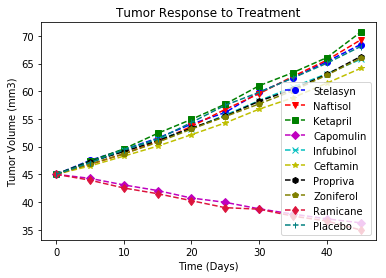 Tumor Response to Treatment
Tumor Volume (mm3)
70
65
60
55
50
45
40
35
0
10
20
30
40
Time (Days)
Stelasyn
Naftisol
Ketapril
Capomulin
Infubinol
Ceftamin
Propriva
Zoniferol
Ramicane
Placebo